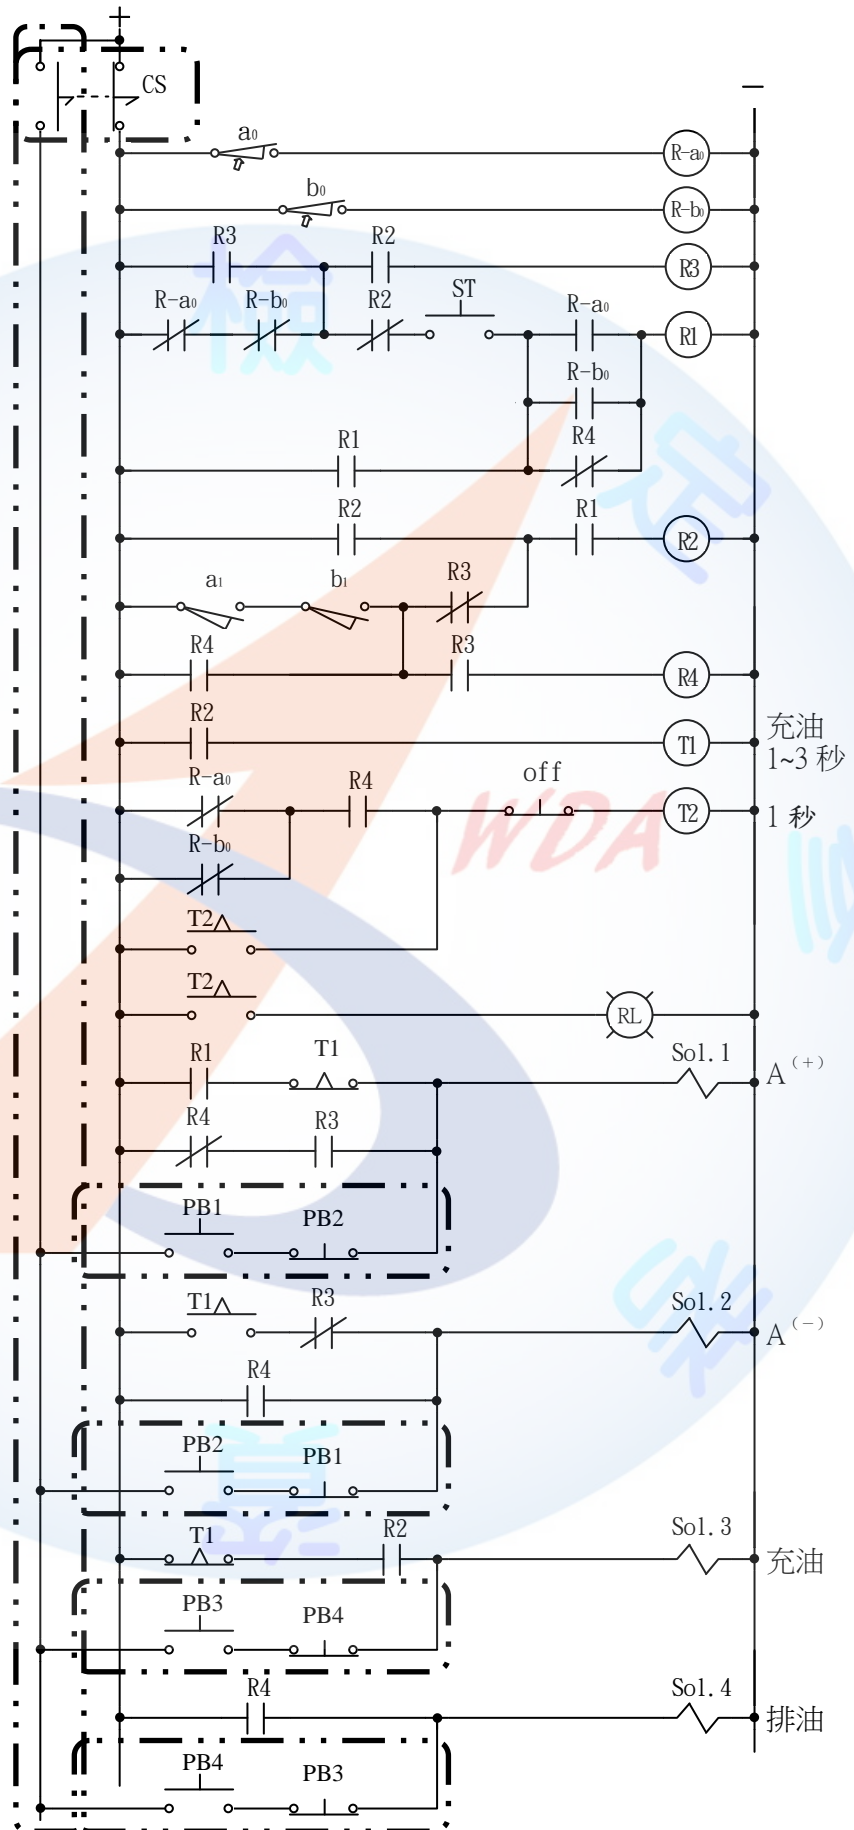 +
CS
−
a0
R-a0
b0
R-b0
R3 R2
R3
R-a0 R-b0 R2 ST R-a0
R1
R-b0
R1 R4
R2 R1
R2
a1 b1 R3
R4 R3
R4
R2
T1 充油
1~3 秒
R-a0 R4 off
T2 1 秒
R-b0
T2
T2
RL
R1 T1 Sol.1
A(+)
R4 R3
PB1 PB2
T1 R3 Sol.2
A(−)
R4
PB2 PB1
T1 R2 Sol.3
充油
PB3 PB4
R4 Sol.4
排油
PB4 PB3
檢
定
WDA